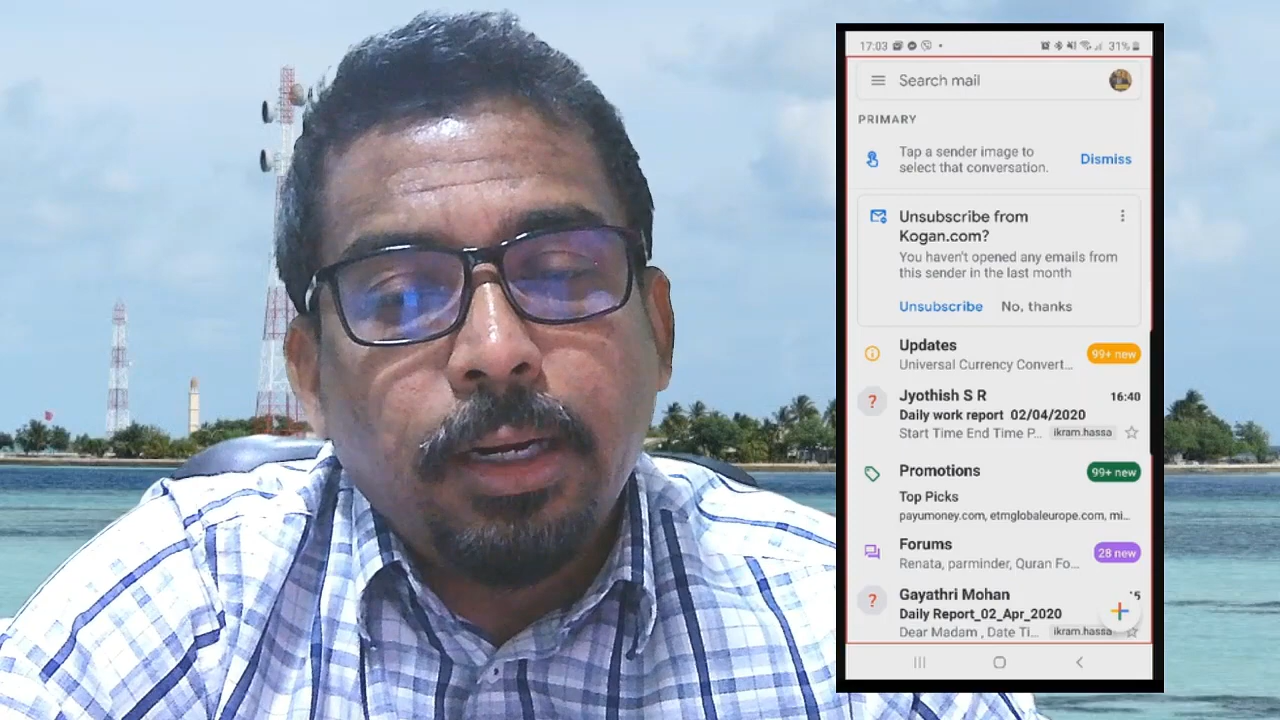 17:03
31%
Search mail
PRIMARY
Tap a sender image to
select that conversation.
Dismiss
Unsubscribe from
Kogan.com?
You haven't opened any emails from
this sender in the last month
Unsubscribe No, thanks
Updates
99+ new
Universal Currency Convert...
Jyothish S R
16:40
Daily work report 02/04/2020
Start Time End Time P...
ikram.hassa
Promotions
99+ new
Top Picks
payumoney.com, etmglobaleurope.com, mi...
Forums
28 new
Renata, parminder, Quran Fo...
Gayathri Mohan
Daily Report_02_Apr_2020
Dear Madam , Date Ti...
ikram.hassa